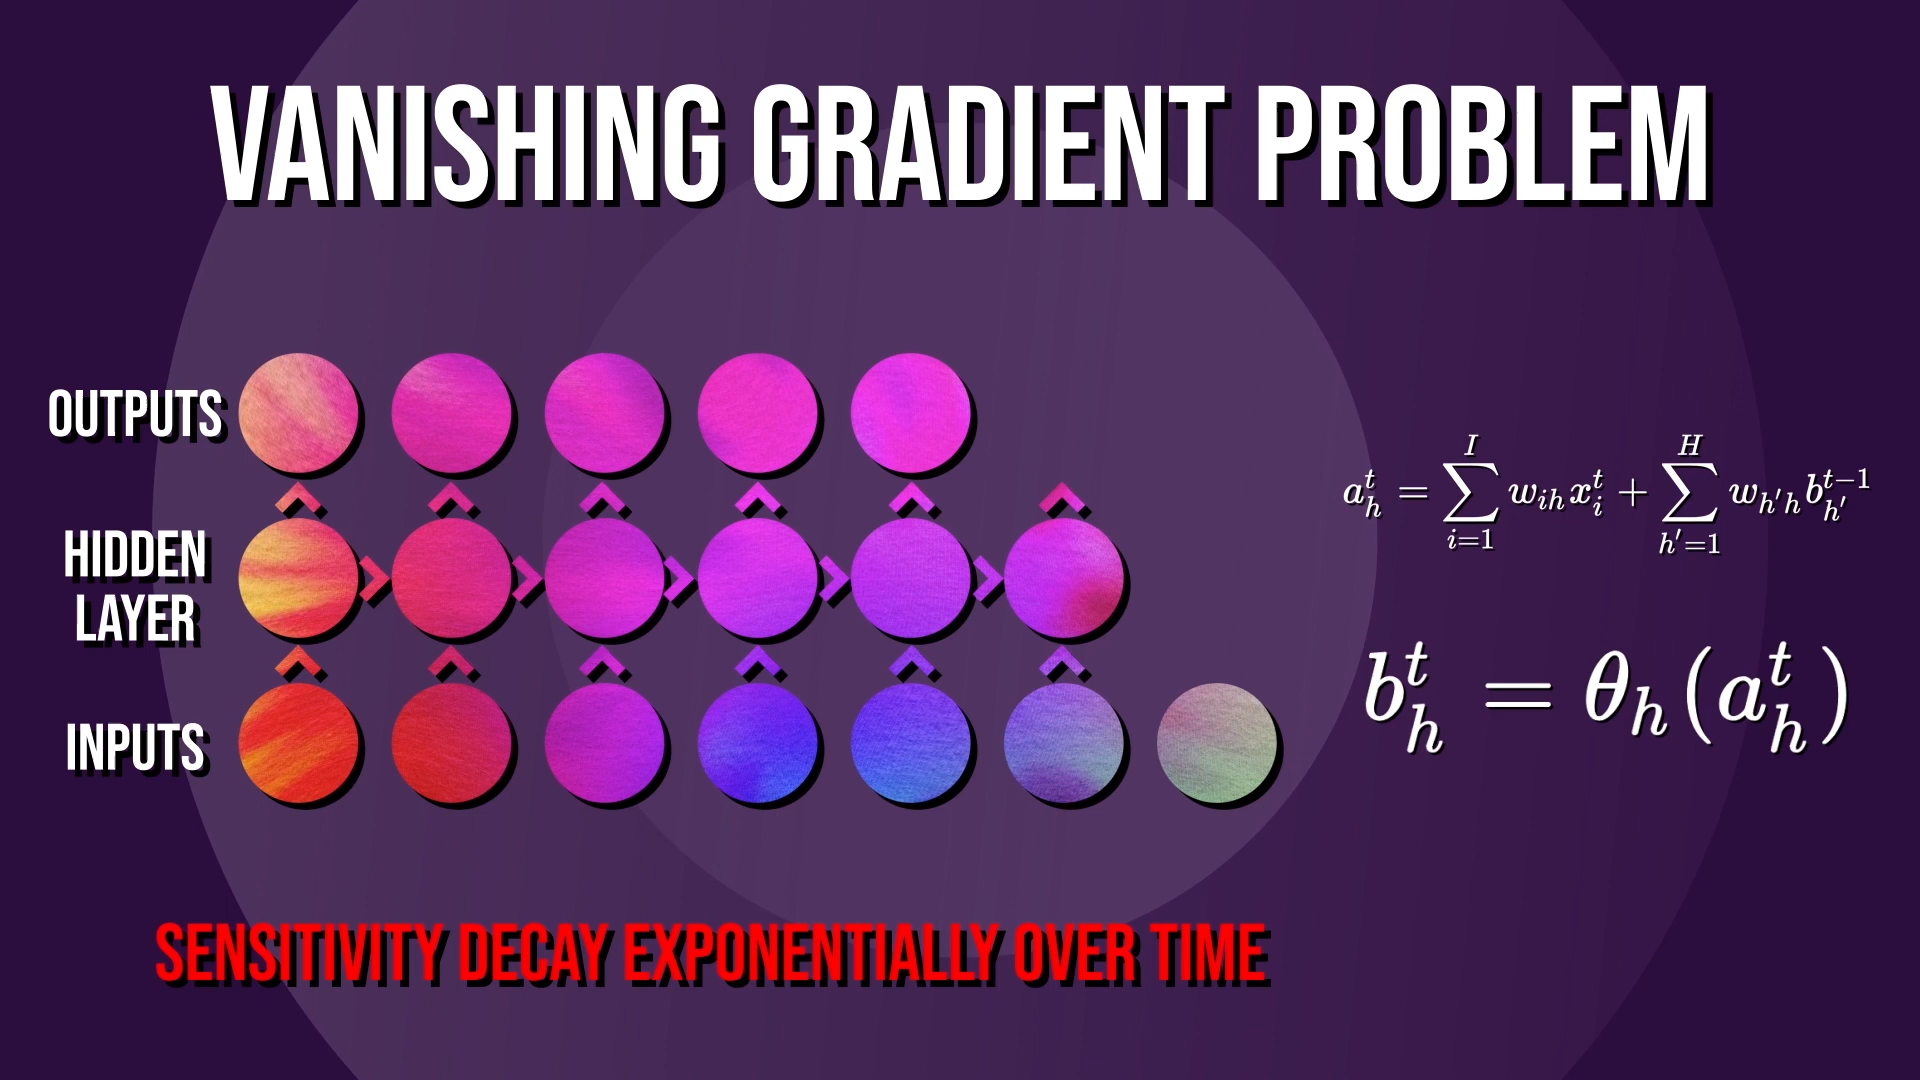 VANISHING GRADIENT PROBLEM
OUTPUTS
HIDDEN
LAYER
INPUTS
$a_h^t = \sum_{i=1}^{I} w_{ih} x_i^t + \sum_{h'=1}^{H} w_{h'h} b_{h'}^{t-1}$
$b_h^t = \theta_h(a_h^t)$
SENSITIVITY DECAY EXPONENTIALLY OVER TIME